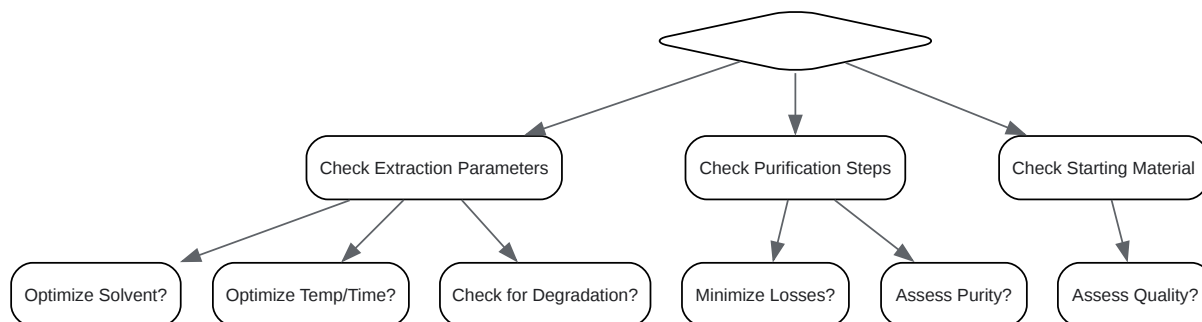 Check Extraction Parameters
Check Purification Steps
Check Starting Material
Optimize Solvent?
Optimize Temp/Time?
Check for Degradation?
Minimize Losses?
Assess Purity?
Assess Quality?